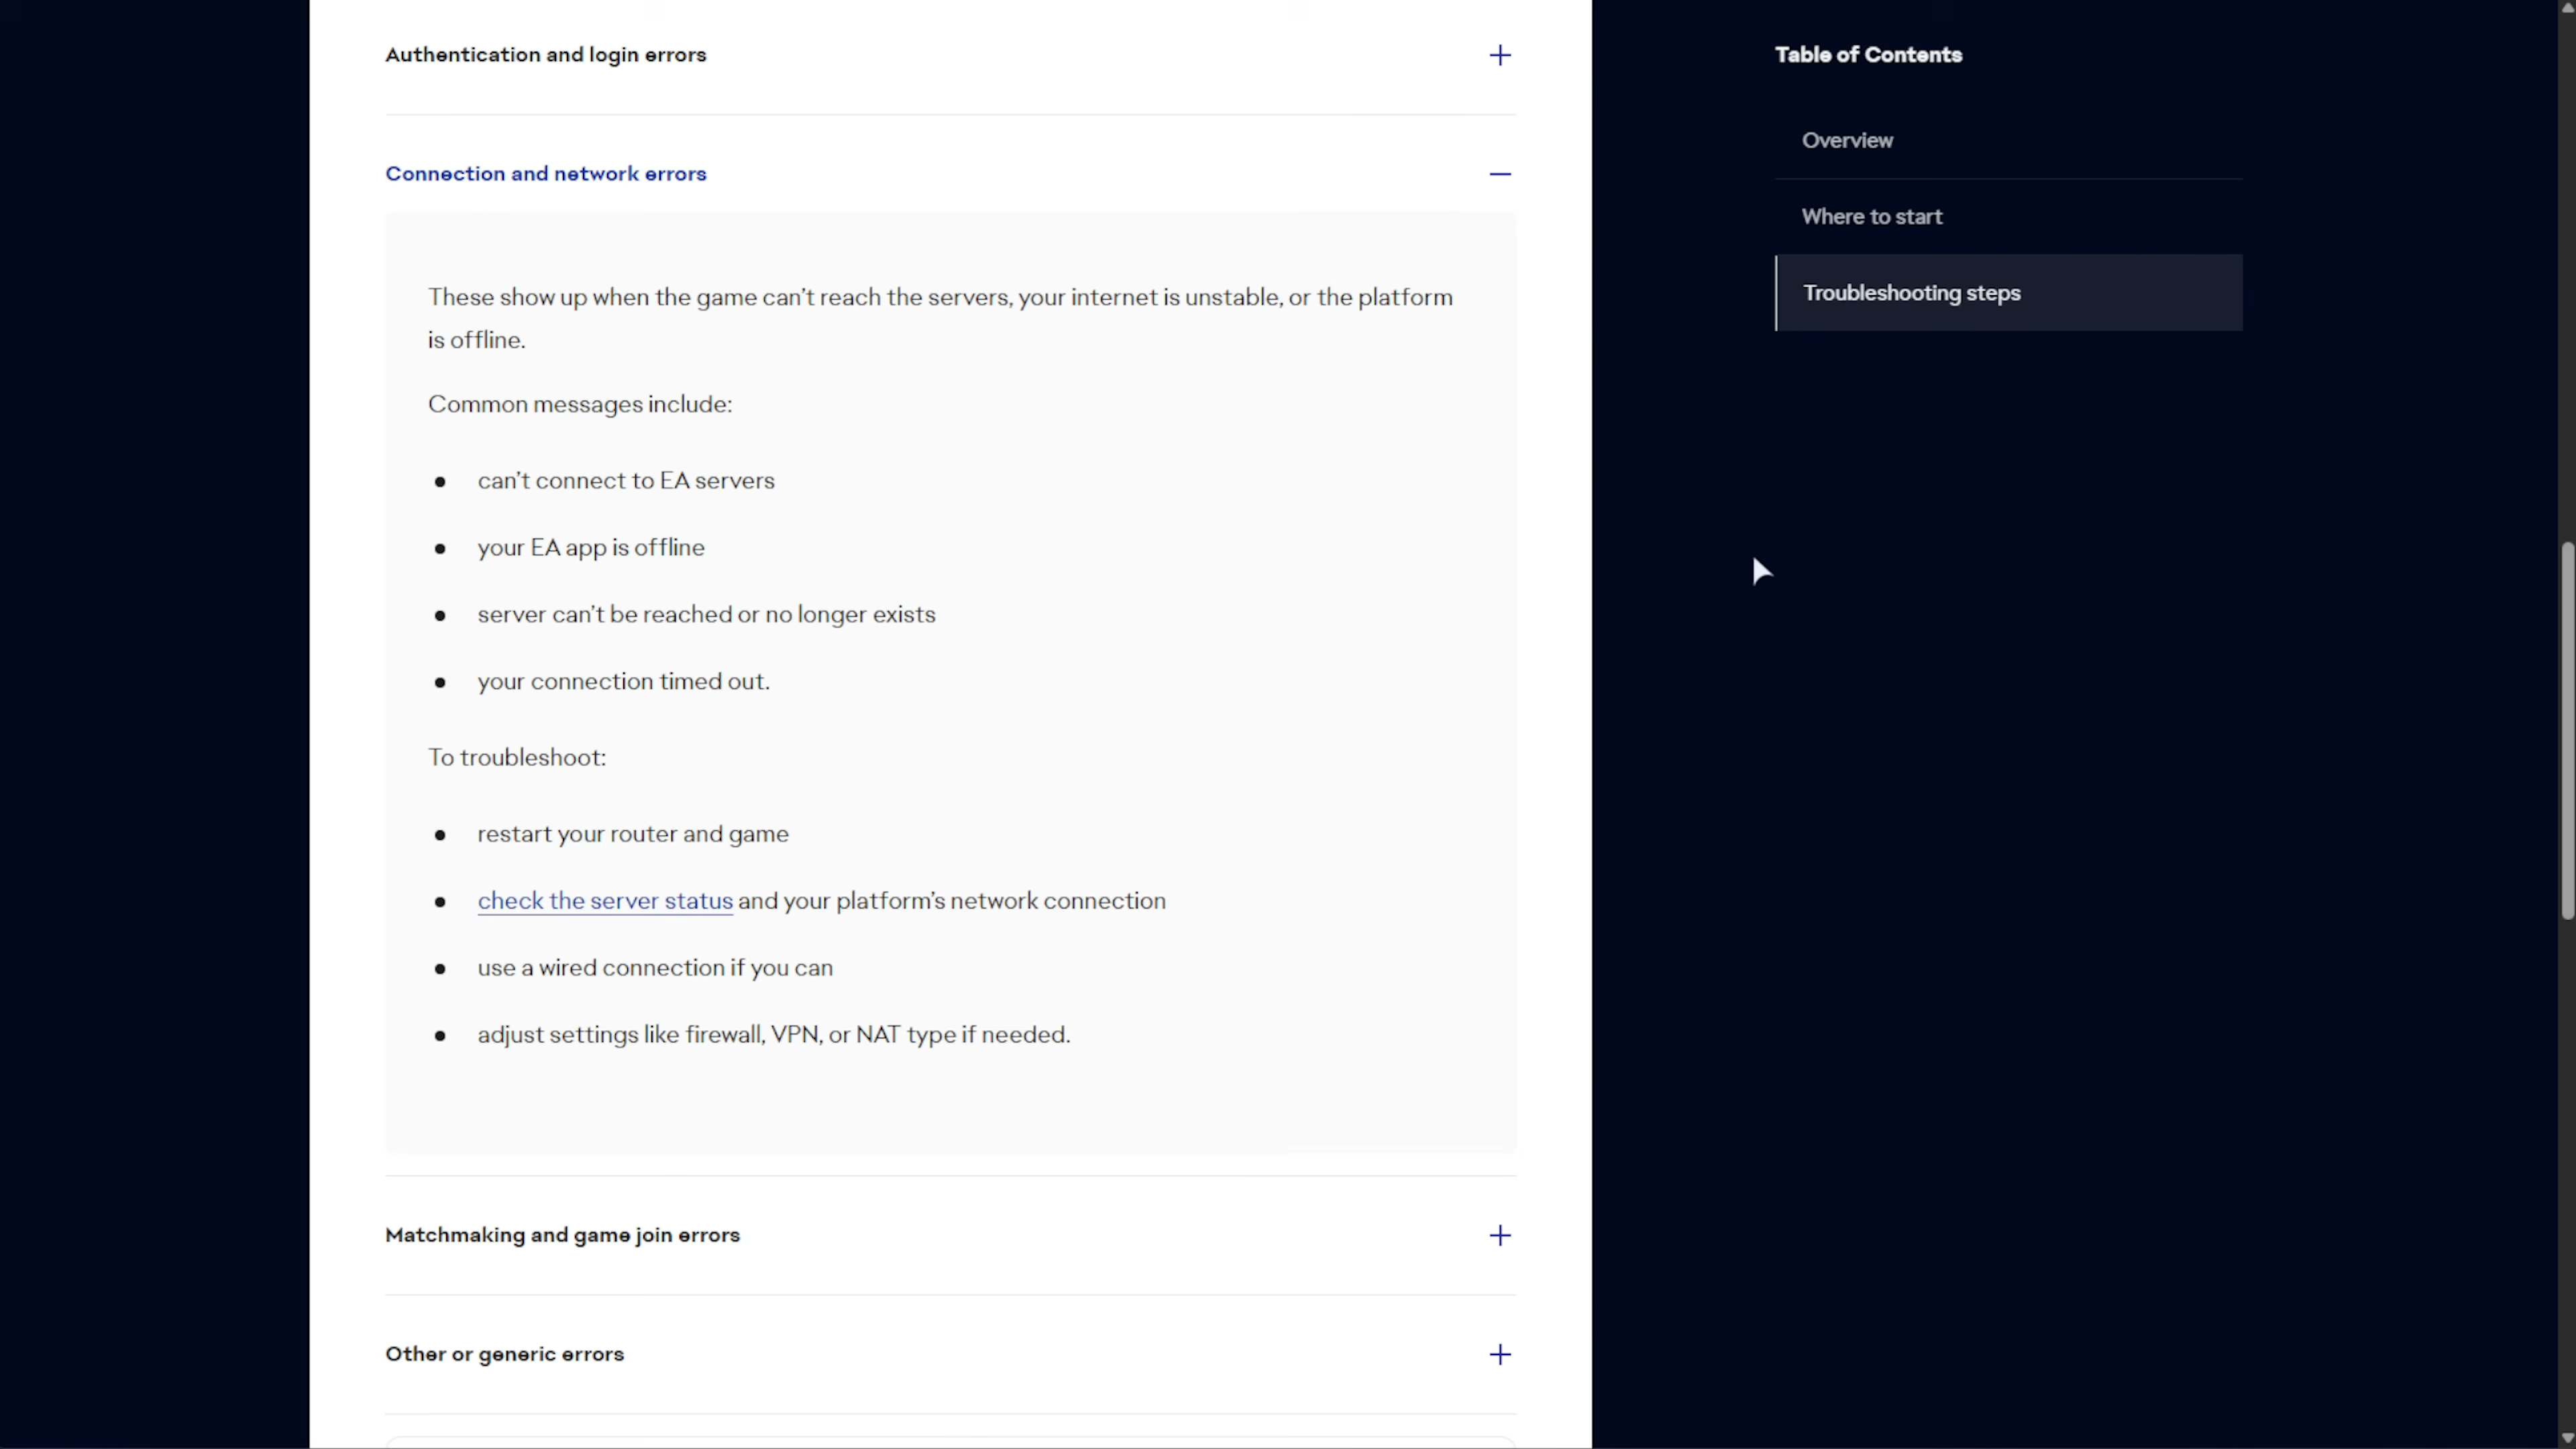 Authentication and login errors
Connection and network errors
These show up when the game can’t reach the servers, your internet is unstable, or the platform
is offline.
Common messages include:
can’t connect to EA servers
your EA app is offline
server can’t be reached or no longer exists
your connection timed out.
To troubleshoot:
restart your router and game
check the server status and your platform’s network connection
use a wired connection if you can
adjust settings like firewall, VPN, or NAT type if needed.
Matchmaking and game join errors
Other or generic errors
Table of Contents
Overview
Where to start
Troubleshooting steps